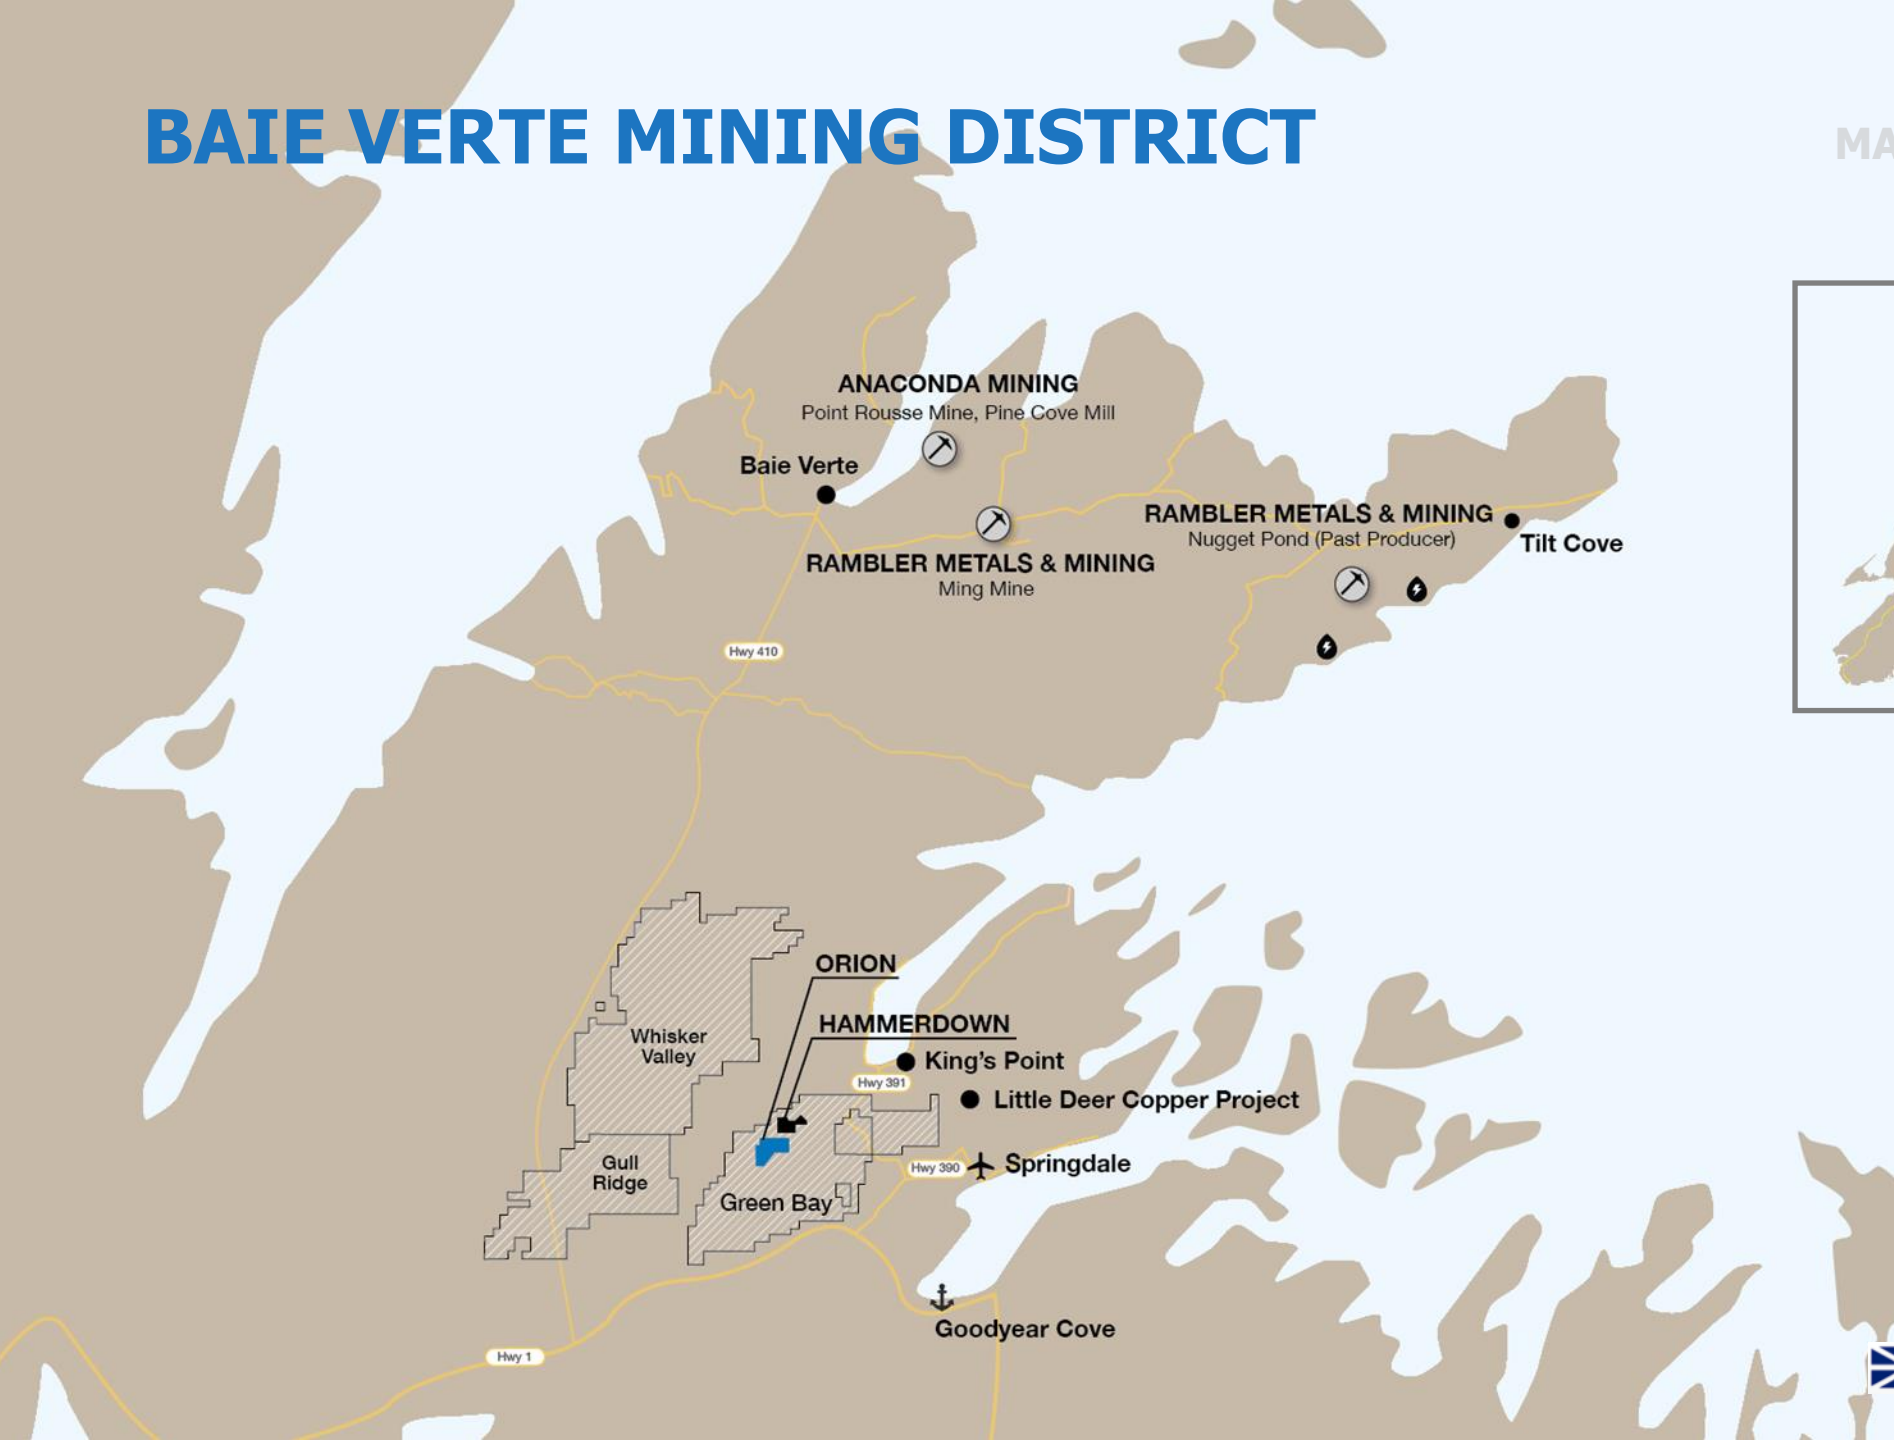 BAIE VERTE MINING DISTRICT
MA
ANACONDA MINING
Point Rousse Mine, Pine Cove Mill
Baie Verte
RAMBLER METALS & MINING
Nugget Pond (Past Producer)
Tilt Cove
RAMBLER METALS & MINING
Ming Mine
Hwy 410
ORION
HAMMERDOWN
Whisker
Valley
King's Point
Hwy 391
Little Deer Copper Project
Gull
Ridge
Hwy 390
Springdale
Green Bay
Goodyear Cove
Hwy 1